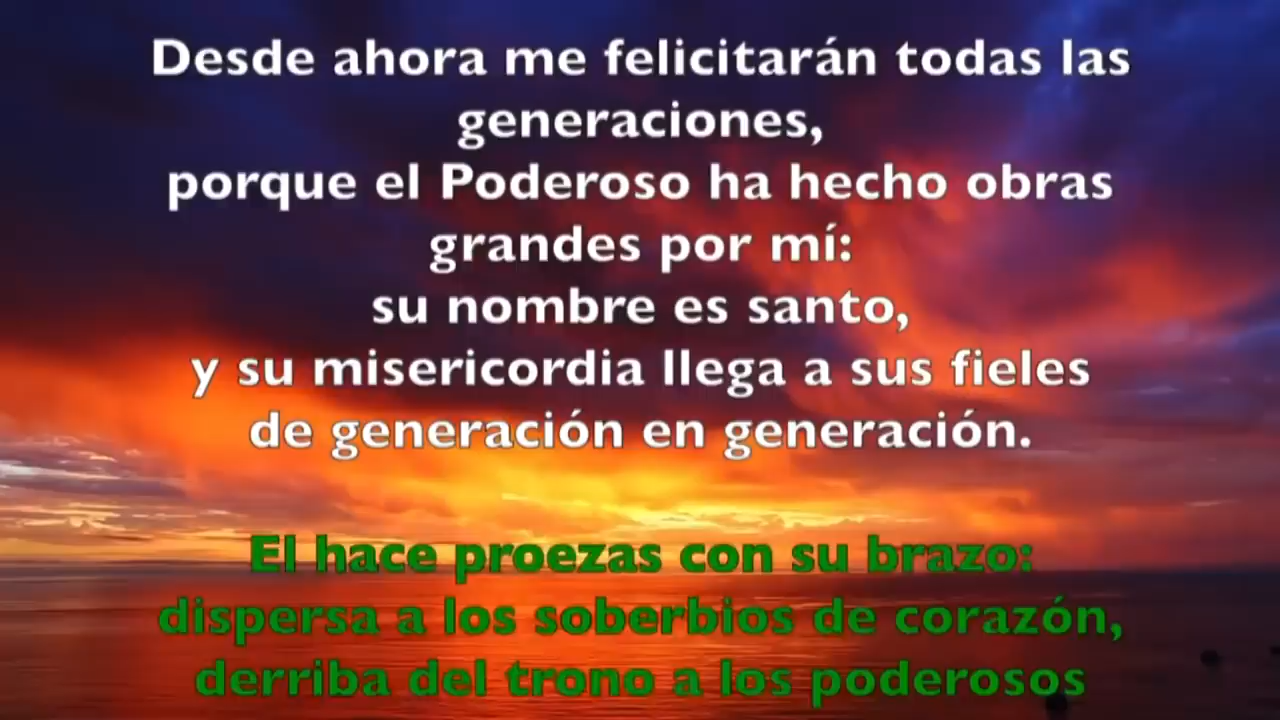 Desde ahora me felicitarán todas las
generaciones,
porque el Poderoso ha hecho obras
grandes por mí:
su nombre es santo,
y su misericordia llega a sus fieles
de generación en generación.
El hace proezas con su brazo:
dispersa a los soberbios de corazón,
derriba del trono a los poderosos